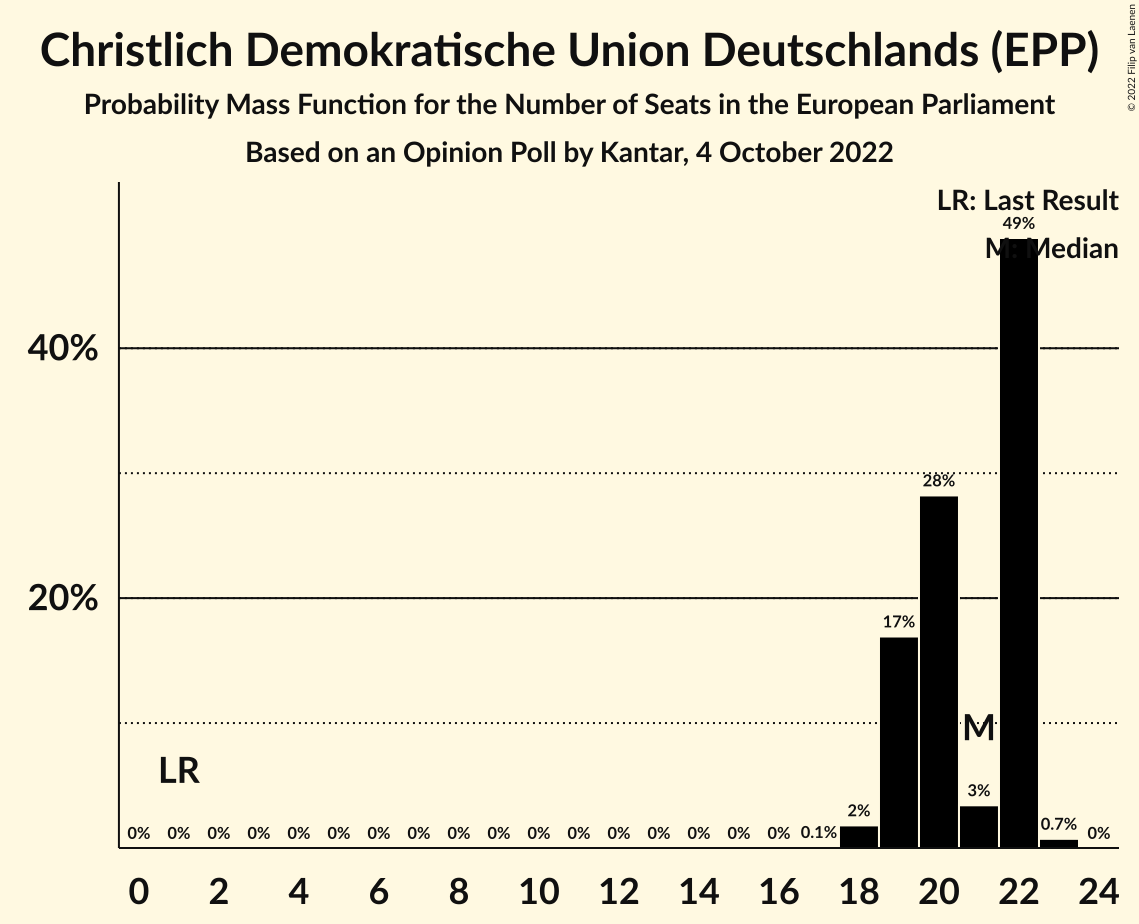 Christlich Demokratische Union Deutschlands (EPP)
Probability Mass Function for the Number of Seats in the European Parliament
Based on an Opinion Poll by Kantar, 4 October 2022
© 2022 Filip van Laenen
LR: Last Result
49%
M: Median
40%
28%
20%
17%
M
LR
3%
2%
0% 0% 0% 0% 0% 0% 0% 0% 0% 0% 0% 0% 0% 0% 0% 0% 0% 0.1% 0.7% 0%
0 2 4 6 8 10 12 14 16 18 20 22 24